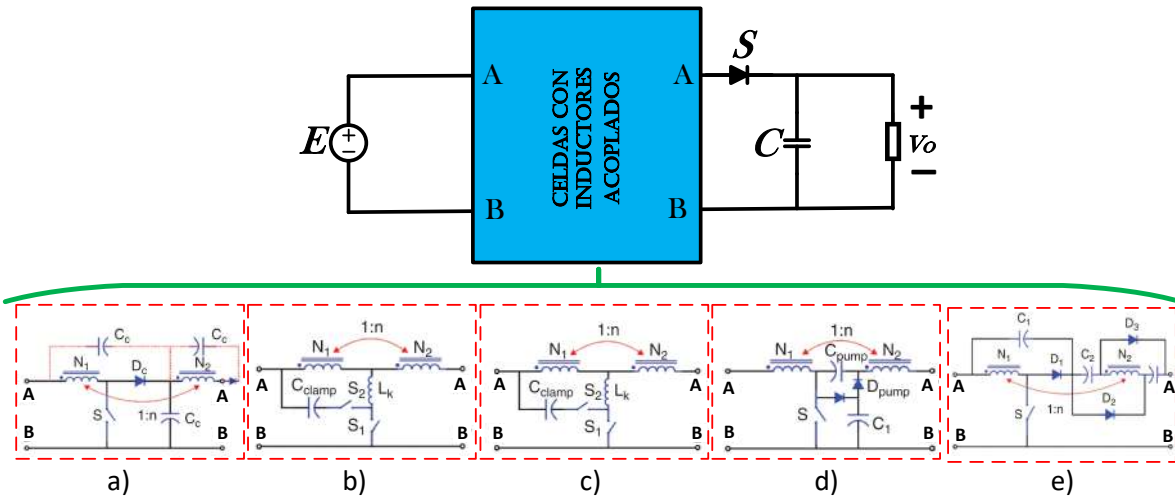 A
B
E
CELDAS CON
INDUCTORES
ACOPLADOS
A
B
S
C
+
vo
−
Cc
Cc
N1
Dc
N2
A
A
S
1:n
Cc
B
B
a)
1:n
N1
N2
A
A
Cclamp
S2
Lk
S1
B
B
b)
1:n
N1
N2
A
A
Cclamp
S2
Lk
S1
B
B
c)
1:n
N1
Cpump
N2
A
A
Dpump
S
C1
B
B
d)
C1
D3
N1
D1
C2
N2
A
A
D2
S
1:n
B
B
e)